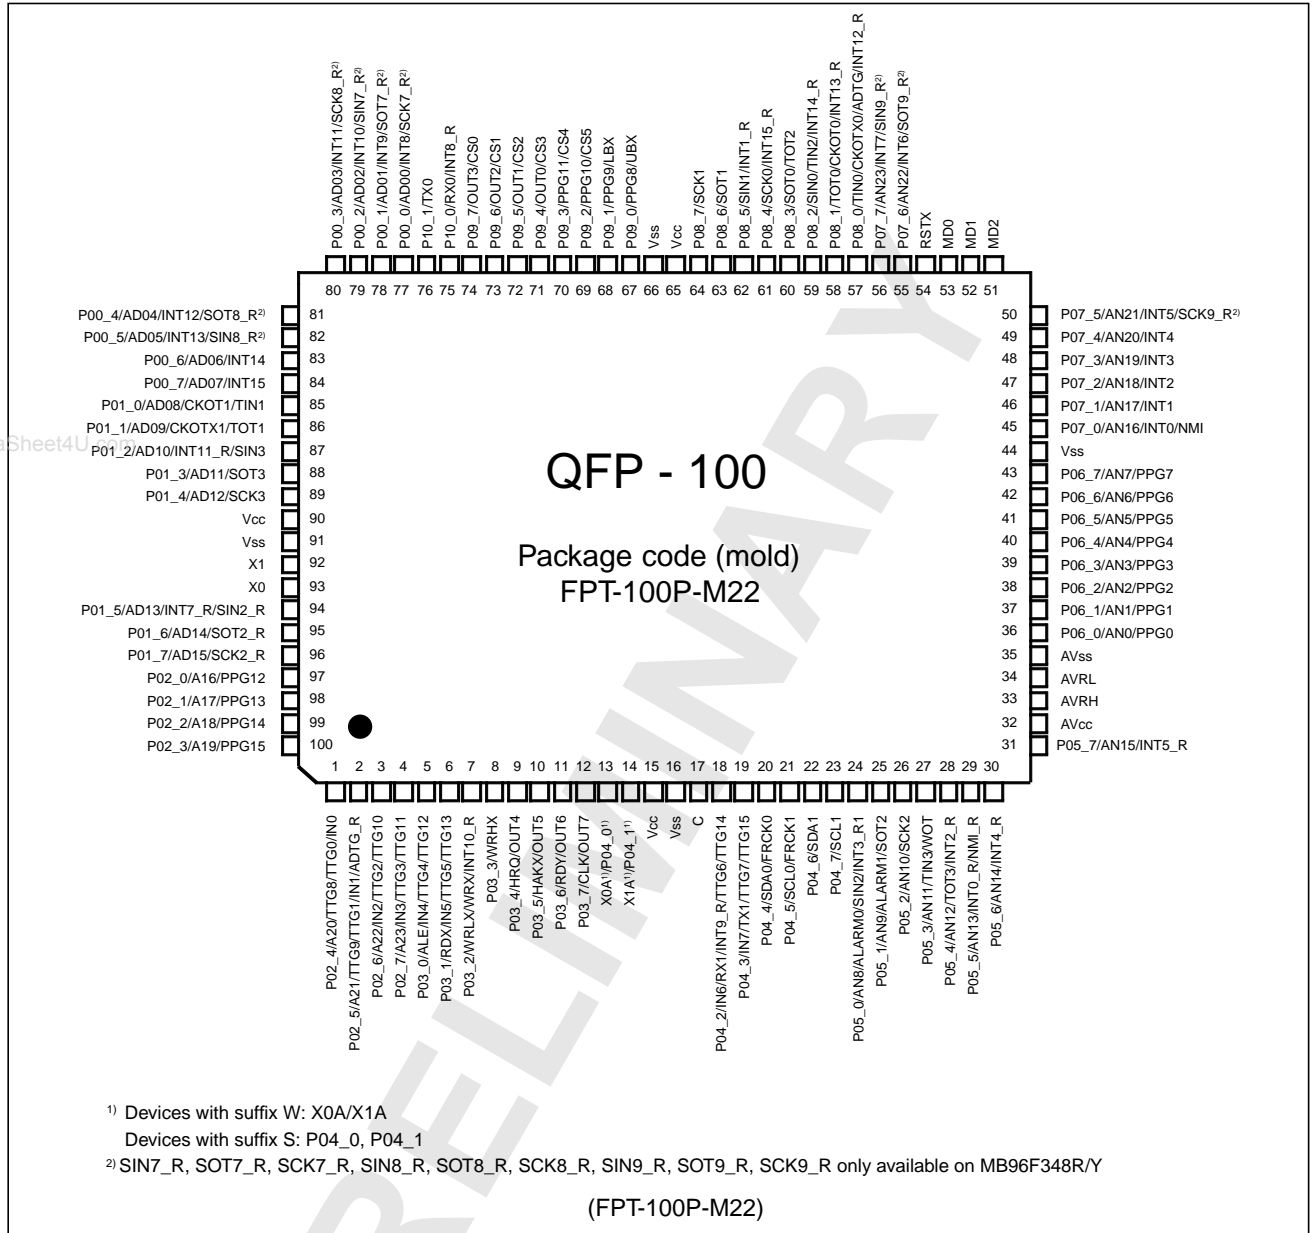 P00_3/AD03/INT11/SCK8_R2)
P00_2/AD02/INT10/SIN7_R2)
P00_1/AD01/INT9/SOT7_R2)
P00_0/AD00/INT8/SCK7_R2)
P10_1/TX0
P10_0/RX0/INT8_R
P09_7/OUT3/CS0
P09_6/OUT2/CS1
P09_5/OUT1/CS2
P09_4/OUT0/CS3
P09_3/PPG11/CS4
P09_2/PPG10/CS5
P09_1/PPG9/LBX
P09_0/PPG8/UBX
Vss
Vcc
P08_7/SCK1
P08_6/SOT1
P08_5/SIN1/INT1_R
P08_4/SCK0/INT15_R
P08_3/SOT0/TOT2
P08_2/SIN0/TIN2/INT14_R
P08_1/TOT0/CKOT0/INT13_R
P08_0/TIN0/CKOTX0/ADTG/INT12_R
P07_7/AN23/INT7/SIN9_R2)
P07_6/AN22/INT6/SOT9_R2)
RSTX
MD0
MD1
MD2
80 79 78 77 76 75 74 73 72 71 70 69 68 67 66 65 64 63 62 61 60 59 58 57 56 55 54 53 52 51
P00_4/AD04/INT12/SOT8_R2) 81
P00_5/AD05/INT13/SIN8_R2) 82
P00_6/AD06/INT14 83
P00_7/AD07/INT15 84
P01_0/AD08/CKOT1/TIN1 85
P01_1/AD09/CKOTX1/TOT1 86
aSheet4U.com
P01_2/AD10/INT11_R/SIN3 87
P01_3/AD11/SOT3 88
P01_4/AD12/SCK3 89
Vcc 90
Vss 91
X1 92
X0 93
P01_5/AD13/INT7_R/SIN2_R 94
P01_6/AD14/SOT2_R 95
P01_7/AD15/SCK2_R 96
P02_0/A16/PPG12 97
P02_1/A17/PPG13 98
P02_2/A18/PPG14 99
P02_3/A19/PPG15 100
QFP - 100
Package code (mold)
FPT-100P-M22
PRELIMINARY
50 P07_5/AN21/INT5/SCK9_R2)
49 P07_4/AN20/INT4
48 P07_3/AN19/INT3
47 P07_2/AN18/INT2
46 P07_1/AN17/INT1
45 P07_0/AN16/INT0/NMI
44 Vss
43 P06_7/AN7/PPG7
42 P06_6/AN6/PPG6
41 P06_5/AN5/PPG5
40 P06_4/AN4/PPG4
39 P06_3/AN3/PPG3
38 P06_2/AN2/PPG2
37 P06_1/AN1/PPG1
36 P06_0/AN0/PPG0
35 AVss
34 AVRL
33 AVRH
32 AVcc
31 P05_7/AN15/INT5_R
1 2 3 4 5 6 7 8 9 10 11 12 13 14 15 16 17 18 19 20 21 22 23 24 25 26 27 28 29 30
P02_4/A20/TTG8/TTG0/IN0
P02_5/A21/TTG9/TTG1/IN1/ADTG_R
P02_6/A22/IN2/TTG2/TTG10
P02_7/A23/IN3/TTG3/TTG11
P03_0/ALE/IN4/TTG4/TTG12
P03_1/RDX/IN5/TTG5/TTG13
P03_2/WRLX/WRX/INT10_R
P03_3/WRHX
P03_4/HRQ/OUT4
P03_5/HAKX/OUT5
P03_6/RDY/OUT6
P03_7/CLK/OUT7
X0A1)/P04_01)
X1A1)/P04_11)
Vcc
Vss
C
P04_2/IN6/RX1/INT9_R/TTG6/TTG14
P04_3/IN7/TX1/TTG7/TTG15
P04_4/SDA0/FRCK0
P04_5/SCL0/FRCK1
P04_6/SDA1
P04_7/SCL1
P05_0/AN8/ALARM0/SIN2/INT3_R1
P05_1/AN9/ALARM1/SOT2
P05_2/AN10/SCK2
P05_3/AN11/TIN3/WOT
P05_4/AN12/TOT3/INT2_R
P05_5/AN13/INT0_R/NMI_R
P05_6/AN14/INT4_R
1) Devices with suffix W: X0A/X1A
Devices with suffix S: P04_0, P04_1
2) SIN7_R, SOT7_R, SCK7_R, SIN8_R, SOT8_R, SCK8_R, SIN9_R, SOT9_R, SCK9_R only available on MB96F348R/Y
(FPT-100P-M22)